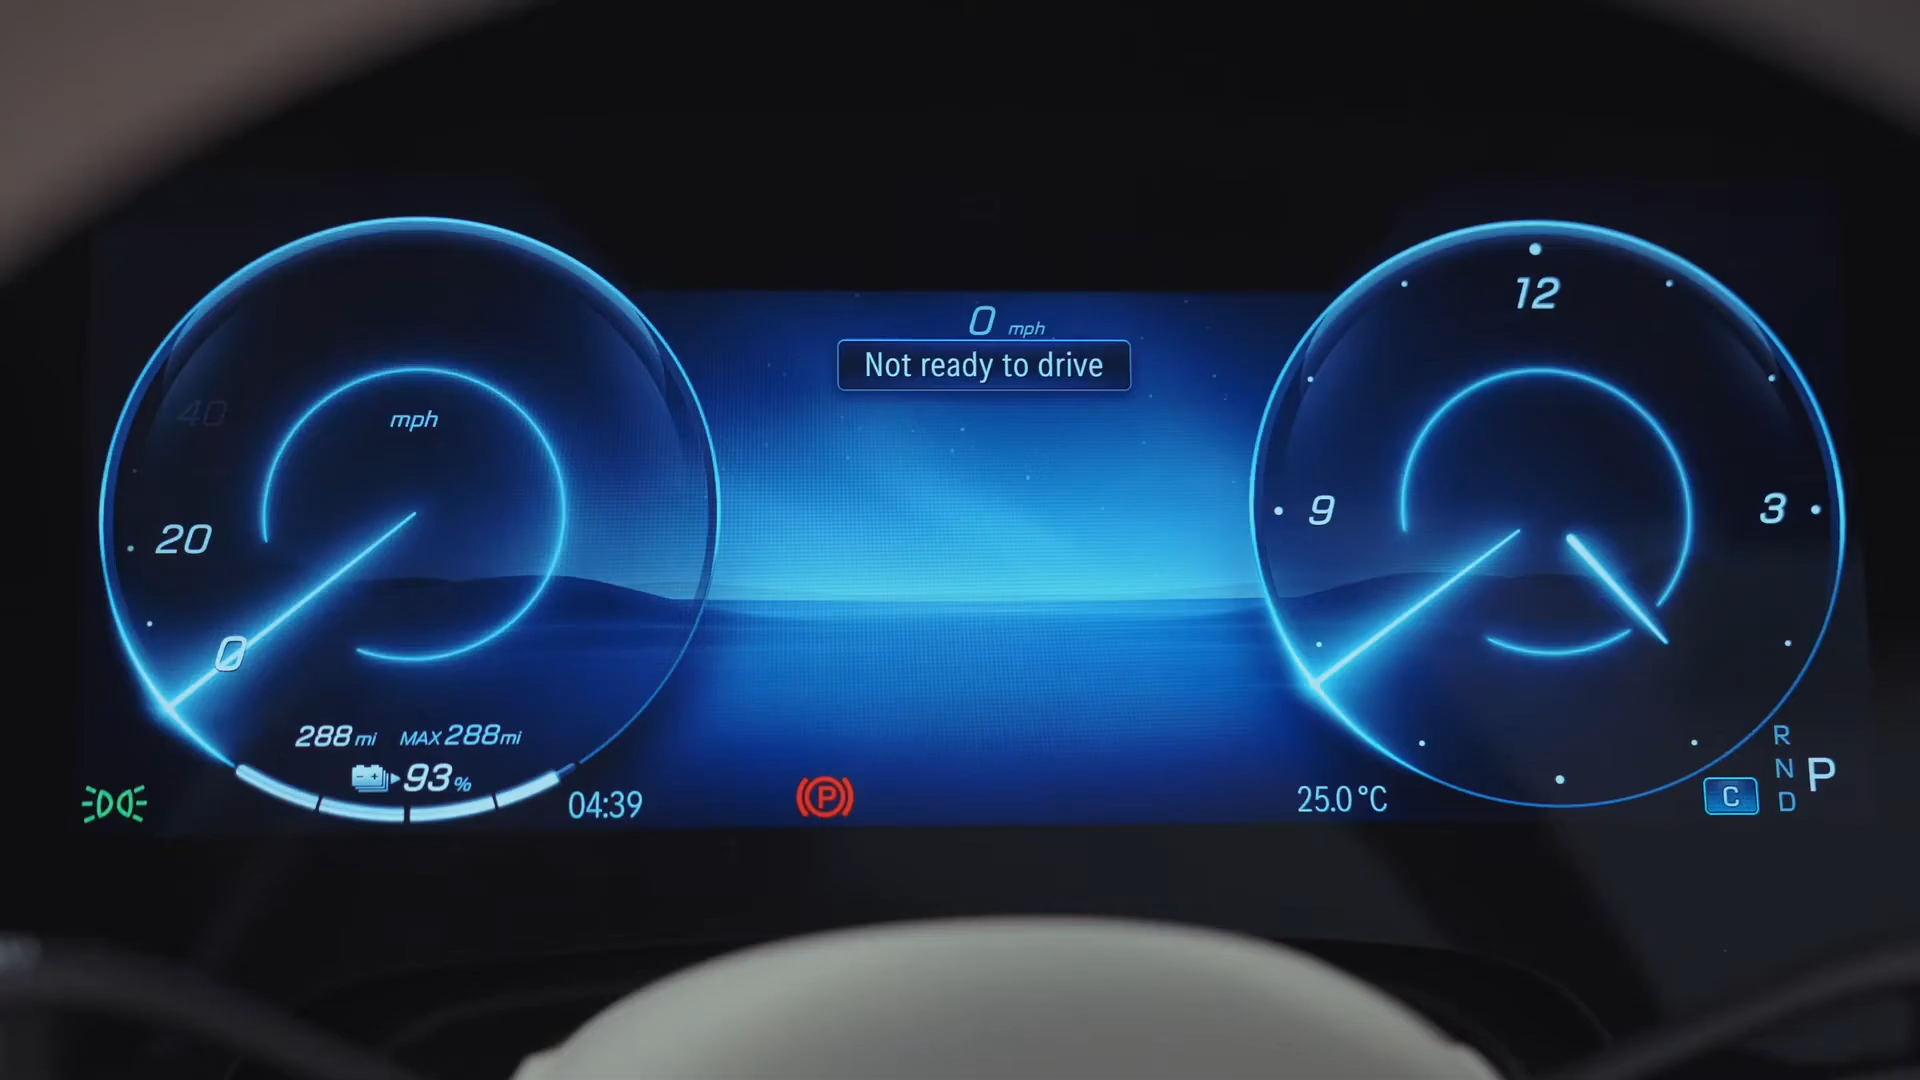 0 mph
Not ready to drive
mph
40
20
0
288 mi MAX 288 mi
93 %
04:39
P
25.0 °C
12
9
3
C
R
N
D
P